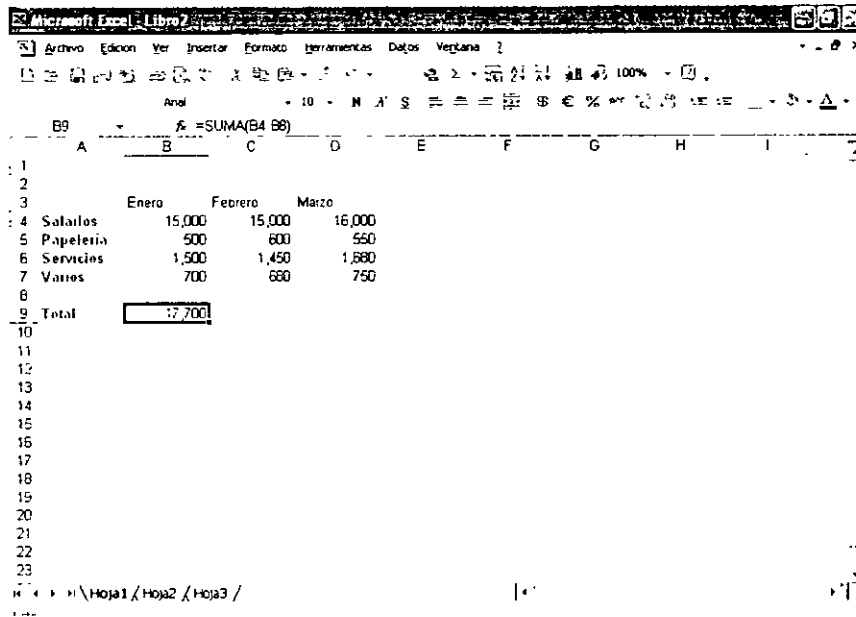 Microsoft Excel - Libro2
Archivo Edicion Ver Insertar Formato Herramientas Datos Ventana ?
100%
Arial 10 N K S $ € %
B9 fx =SUMA(B4 B8)
A B C D E F G H I
1
2
3 Enero Febrero Marzo
4 Salarios 15,000 15,000 16,000
5 Papelería 500 600 550
6 Servicios 1,500 1,450 1,680
7 Varios 700 680 750
8
9 Total 17,700
10
11
12
13
14
15
16
17
18
19
20
21
22
23
Hoja1 / Hoja2 / Hoja3 /